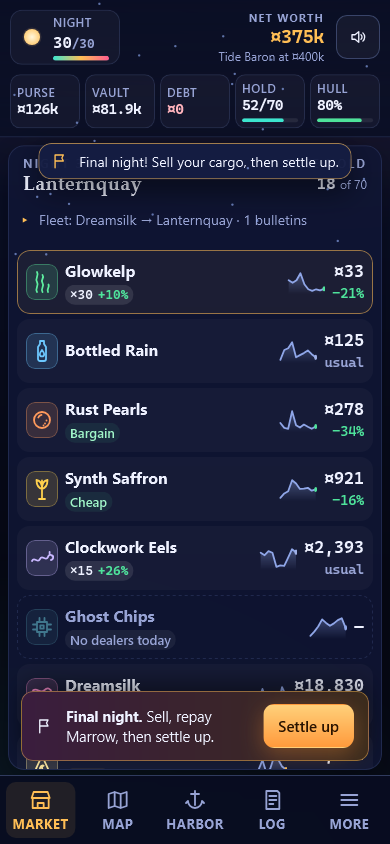 NIGHT
30/30
NET WORTH
¤375k
Tide Baron at ¤400k
PURSE
¤126k
VAULT
¤81.9k
DEBT
¤0
HOLD
52/70
HULL
80%
Final night! Sell your cargo, then settle up.
Lanternquay
18 of 70
Fleet: Dreamsilk → Lanternquay · 1 bulletins
Glowkelp
×30 +10%
¤33
−21%
Bottled Rain
¤125
usual
Rust Pearls
Bargain
¤278
−34%
Synth Saffron
Cheap
¤921
−16%
Clockwork Eels
×15 +26%
¤2,393
usual
Ghost Chips
No dealers today
–
Dreamsilk
¤18,830
Final night. Sell, repay
Marrow, then settle up.
Settle up
MARKET
MAP
HARBOR
LOG
MORE